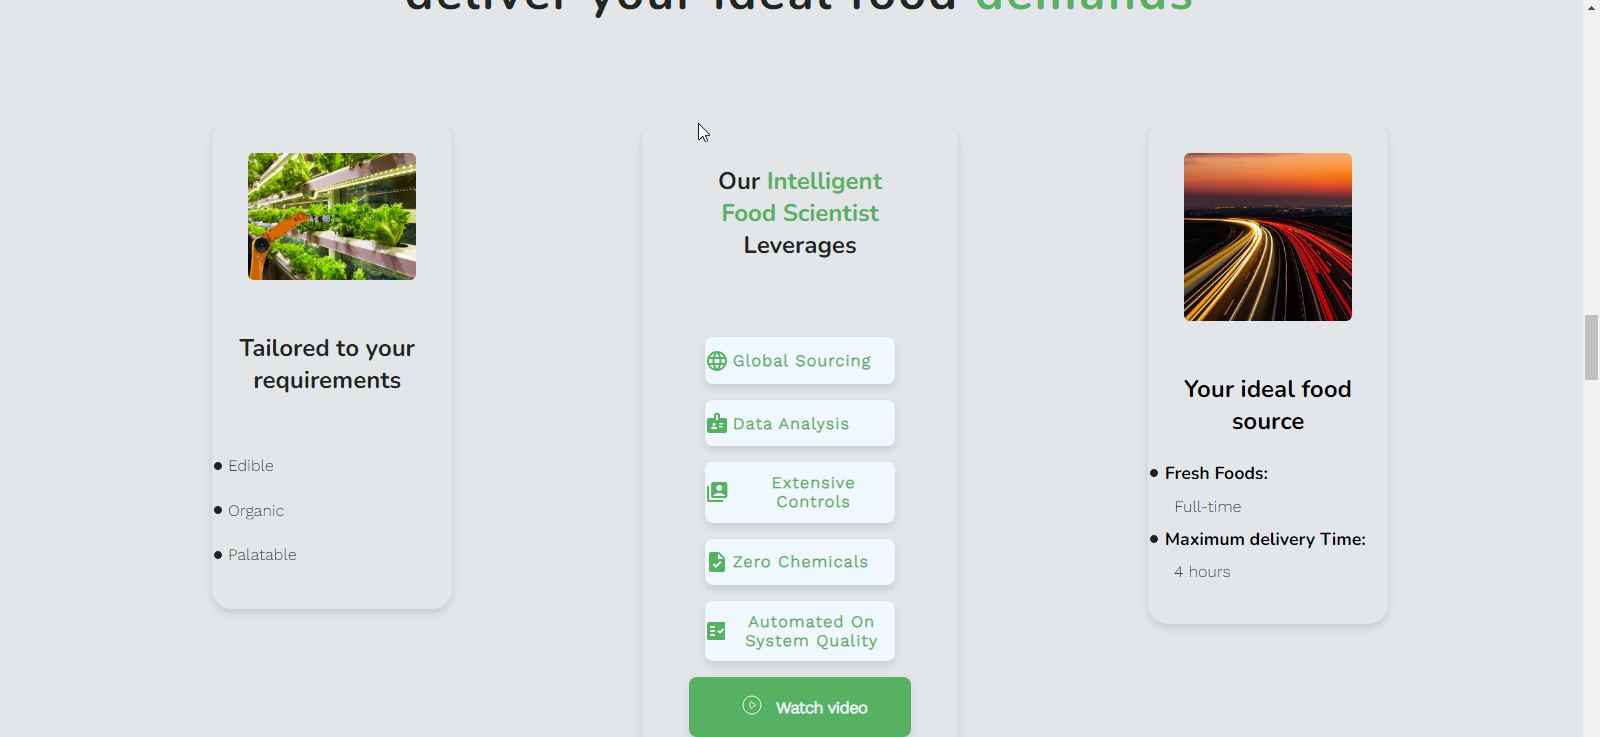 deliver your ideal food demands
Tailored to your
requirements
Edible
Organic
Palatable
Our Intelligent
Food Scientist
Leverages
Global Sourcing
Data Analysis
Extensive
Controls
Zero Chemicals
Automated On
System Quality
Watch video
Your ideal food
source
Fresh Foods:
Full-time
Maximum delivery Time:
4 hours